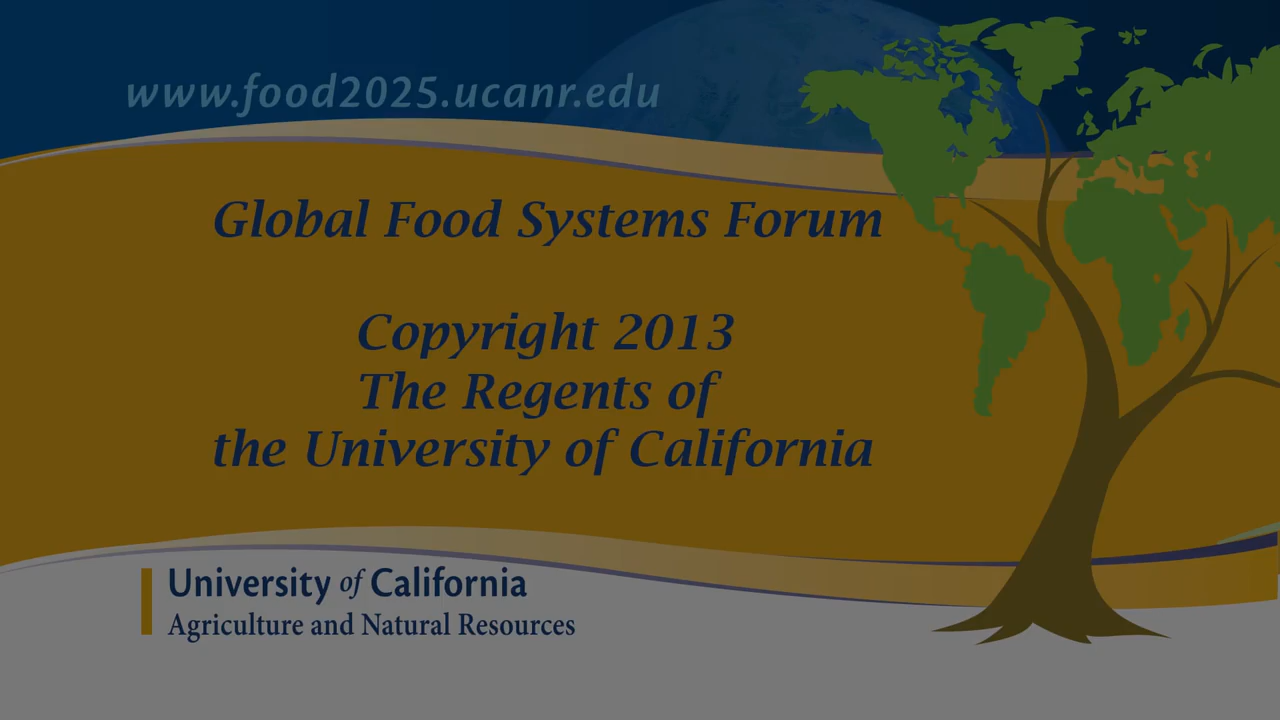 www.food2025.ucanr.edu
Global Food Systems Forum
Copyright 2013
The Regents of
the University of California
University of California
Agriculture and Natural Resources